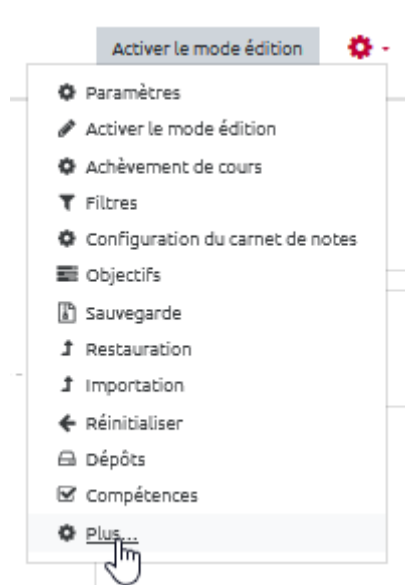 Activer le mode édition
Paramètres
Activer le mode édition
Achèvement de cours
Filtres
Configuration du carnet de notes
Objectifs
Sauvegarde
Restauration
Importation
Réinitialiser
Dépôts
Compétences
Plus...